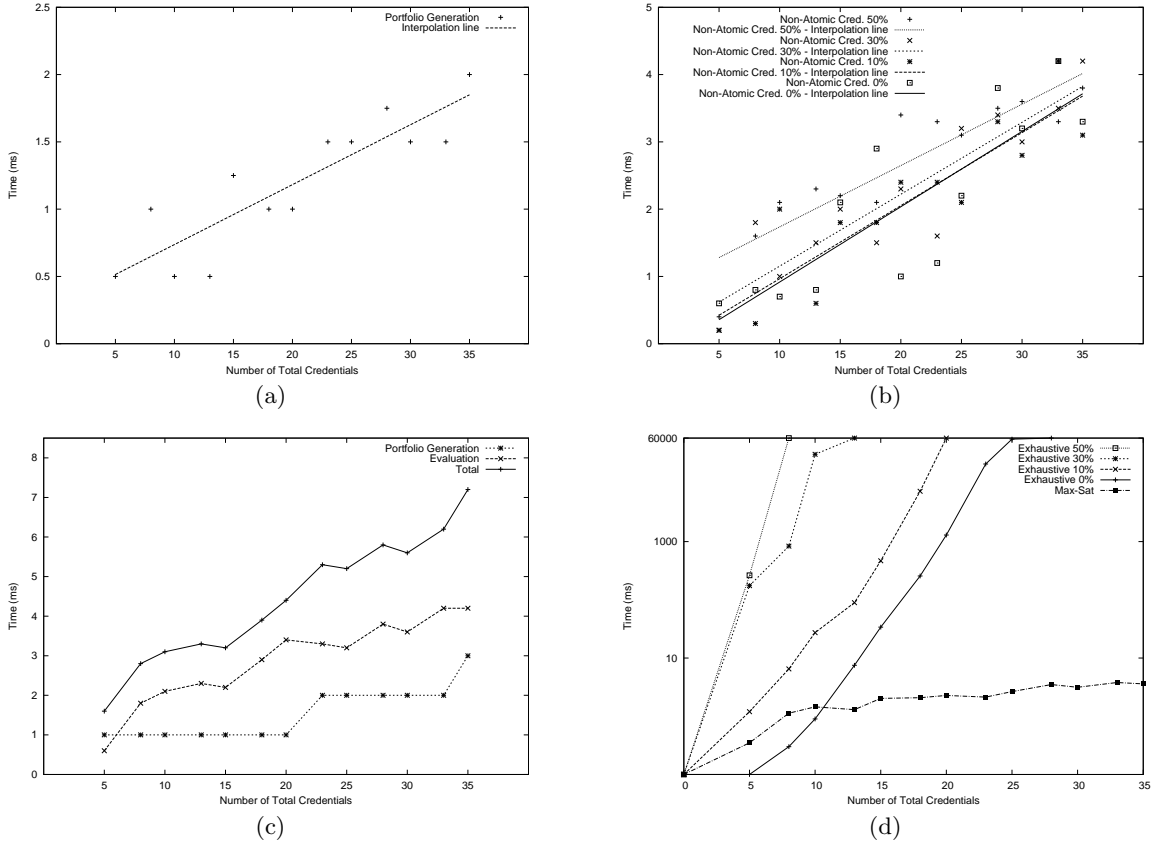 2.5
2
1.5
1
0.5
0
5 10 15 20 25 30 35
Time (ms)
Number of Total Credentials
Portfolio Generation
Interpolation line
(a)
5
4
3
2
1
0
5 10 15 20 25 30 35
Time (ms)
Number of Total Credentials
Non-Atomic Cred. 50%
Non-Atomic Cred. 50% - Interpolation line
Non-Atomic Cred. 30%
Non-Atomic Cred. 30% - Interpolation line
Non-Atomic Cred. 10%
Non-Atomic Cred. 10% - Interpolation line
Non-Atomic Cred. 0%
Non-Atomic Cred. 0% - Interpolation line
(b)
8
7
6
5
4
3
2
1
0
5 10 15 20 25 30 35
Time (ms)
Number of Total Credentials
Portfolio Generation
Evaluation
Total
(c)
60000
1000
10
0 5 10 15 20 25 30 35
Time (ms)
Number of Total Credentials
Exhaustive 50%
Exhaustive 30%
Exhaustive 10%
Exhaustive 0%
Max-Sat
(d)